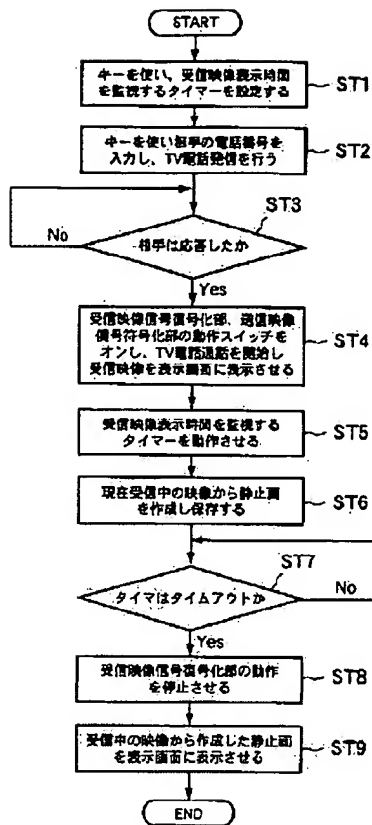 START
キーを使い、受信映像表示時間
を監視するタイマーを設定する
ST1
キーを使い相手の電話番号を
入力し、TV電話発信を行う
ST2
ST3
相手は応答したか
No
Yes
受信映像信号復号化部、送信映像
信号符号化部の動作スイッチを
オンし、TV電話通話を開始し
受信映像を表示画面に表示させる
ST4
受信映像表示時間を監視する
タイマーを動作させる
ST5
現在受信中の映像から静止画
を作成し保存する
ST6
ST7
タイマはタイムアウトか
No
Yes
受信映像信号復号化部の動作
を停止させる
ST8
受信中の映像から作成した静止画
を表示画面に表示させる
ST9
END